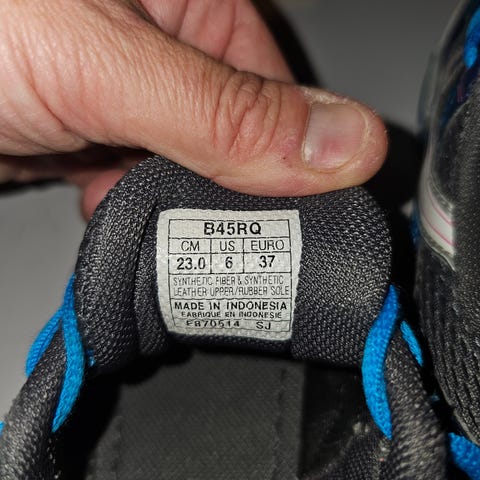 B45RQ
CM US EURO
23.0 6 37
SYNTHETIC FIBER & SYNTHETIC
LEATHER UPPER/RUBBER SOLE
MADE IN INDONESIA
FABRIQUE EN INDONESIE
F870514 SJ